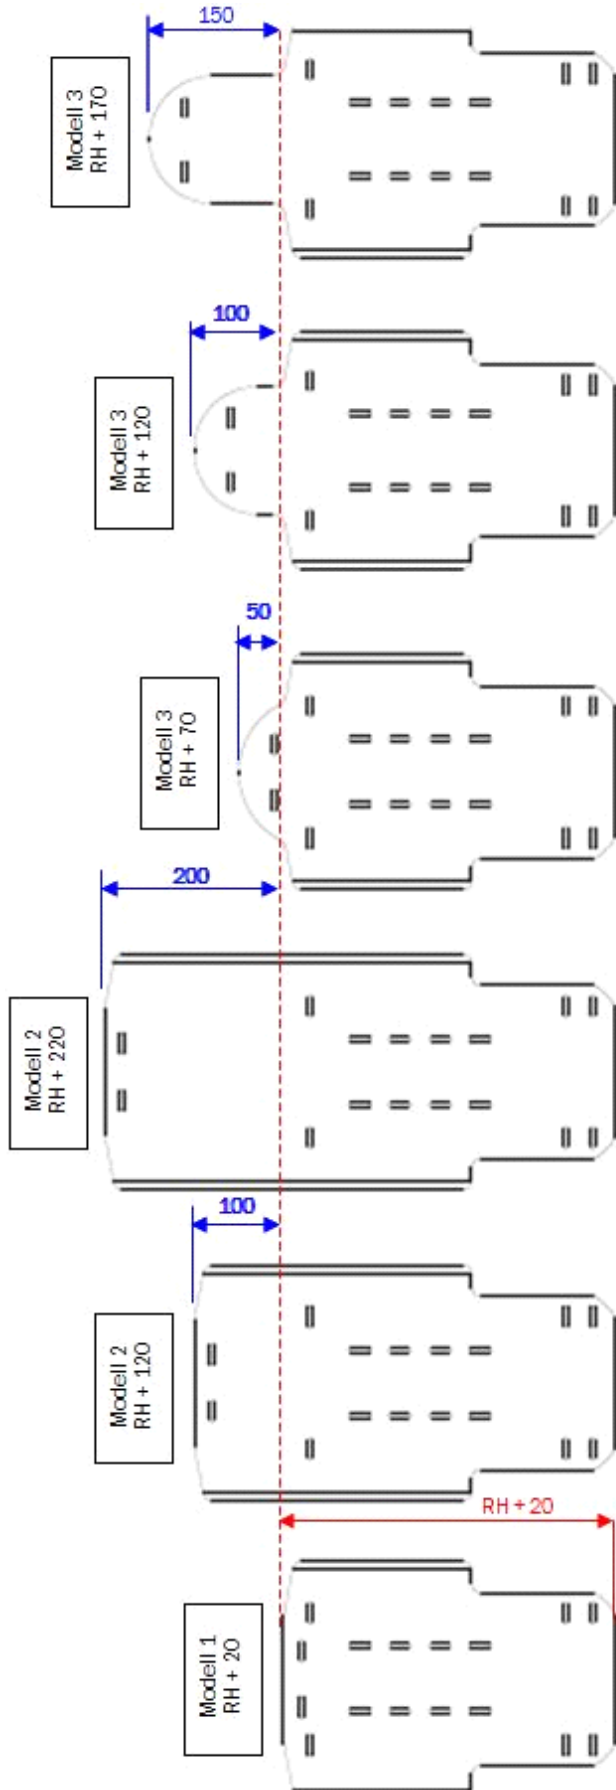 150
Modell 3
RH + 170
100
Modell 3
RH + 120
50
Modell 3
RH + 70
200
Modell 2
RH + 220
100
Modell 2
RH + 120
RH + 20
Modell 1
RH + 20